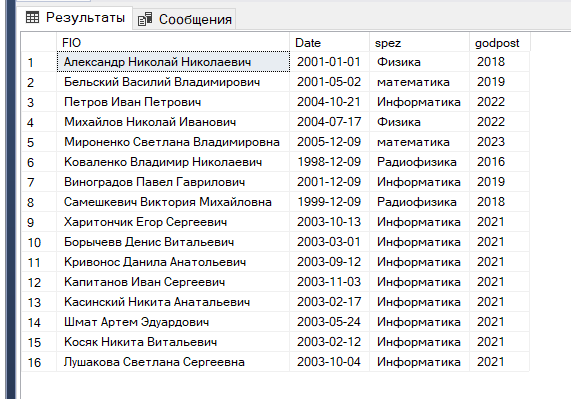 Результаты Сообщения
FIO Date spez godpost
1 Александр Николай Николаевич 2001-01-01 Физика 2018
2 Бельский Василий Владимирович 2001-05-02 математика 2019
3 Петров Иван Петрович 2004-10-21 Информатика 2022
4 Михайлов Николай Иванович 2004-07-17 Физика 2022
5 Мироненко Светлана Владимировна 2005-12-09 математика 2023
6 Коваленко Владимир Николаевич 1998-12-09 Радиофизика 2016
7 Виноградов Павел Гаврилович 2001-12-09 Информатика 2019
8 Самешкевич Виктория Михайловна 1999-12-09 Радиофизика 2018
9 Харитончик Егор Сергеевич 2003-10-13 Информатика 2021
10 Борычевв Денис Витальевич 2003-03-01 Информатика 2021
11 Кривонос Данила Анатольевич 2003-09-12 Информатика 2021
12 Капитанов Иван Сергеевич 2003-11-03 Информатика 2021
13 Касинский Никита Анатальевич 2003-02-17 Информатика 2021
14 Шмат Артем Эдуардович 2003-05-24 Информатика 2021
15 Косяк Никита Витальевич 2003-02-12 Информатика 2021
16 Лушакова Светлана Сергеевна 2003-10-04 Информатика 2021